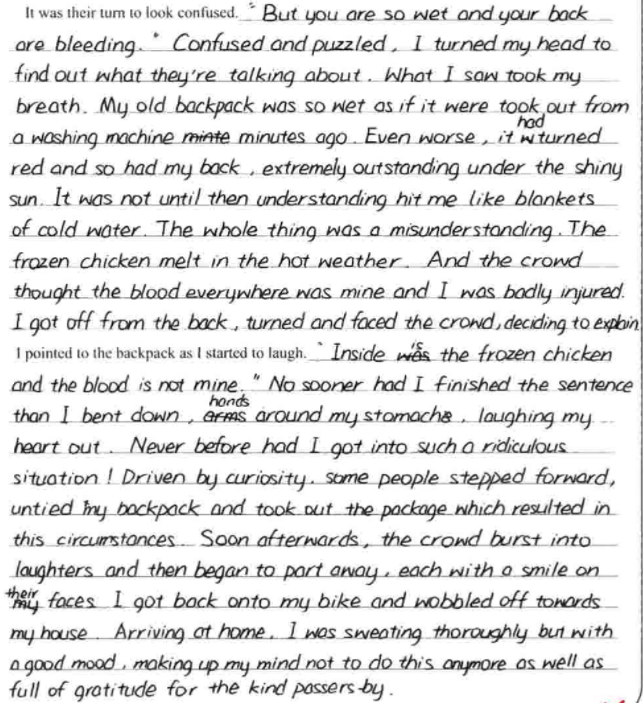 It was their turn to look confused. "But you are so wet and your back
are bleeding." Confused and puzzled, I turned my head to
find out what they're talking about. What I saw took my
breath. My old backpack was so wet as if it were took out from
had
a washing machine minte minutes ago. Even worse, it w turned
red and so had my back, extremely outstanding under the shiny
sun. It was not until then understanding hit me like blankets
of cold water. The whole thing was a misunderstanding. The
frozen chicken melt in the hot weather. And the crowd
thought the blood everywhere was mine and I was badly injured.
I got off from the back, turned and faced the crowd, deciding to explain.
is
I pointed to the backpack as I started to laugh. "Inside was the frozen chicken
and the blood is not mine." No sooner had I finished the sentence
hands
than I bent down, arms around my stomachs, laughing my
heart out. Never before had I got into such a ridiculous
situation! Driven by curiosity, some people stepped forward,
untied my backpack and took out the package which resulted in
this circumstances. Soon afterwards, the crowd burst into
laughters and then began to part away, each with a smile on
their
my faces. I got back onto my bike and wobbled off towards
my house. Arriving at home, I was sweating thoroughly but with
a good mood, making up my mind not to do this anymore as well as
full of gratitude for the kind passers-by.